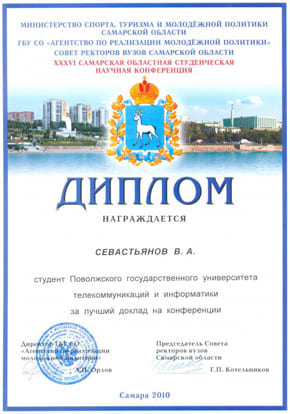 МИНИСТЕРСТВО СПОРТА, ТУРИЗМА И МОЛОДЁЖНОЙ ПОЛИТИКИ
САМАРСКОЙ ОБЛАСТИ
ГБУ СО «АГЕНТСТВО ПО РЕАЛИЗАЦИИ МОЛОДЁЖНОЙ ПОЛИТИКИ»
СОВЕТ РЕКТОРОВ ВУЗОВ САМАРСКОЙ ОБЛАСТИ
XXXVI САМАРСКАЯ ОБЛАСТНАЯ СТУДЕНЧЕСКАЯ
НАУЧНАЯ КОНФЕРЕНЦИЯ
ДИПЛОМ
НАГРАЖДАЕТСЯ
СЕВАСТЬЯНОВ В. А.
студент Поволжского государственного университета
телекоммуникаций и информатики
за лучший доклад на конференции
Директор ГБУ СО
«Агентство по реализации
молодёжной политики»
Орлов
Председатель Совета
ректоров вузов
Самарской области
Г.П. Котельников
Самара 2010